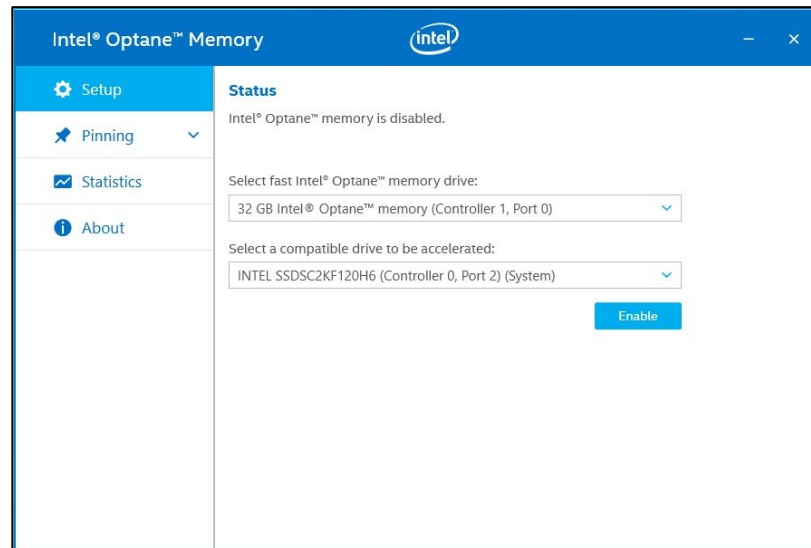 Intel® Optane™ Memory
intel
Setup
Pinning
Statistics
About
Status
Intel® Optane™ memory is disabled.
Select fast Intel® Optane™ memory drive:
32 GB Intel® Optane™ memory (Controller 1, Port 0)
Select a compatible drive to be accelerated:
INTEL SSDSC2KF120H6 (Controller 0, Port 2) (System)
Enable